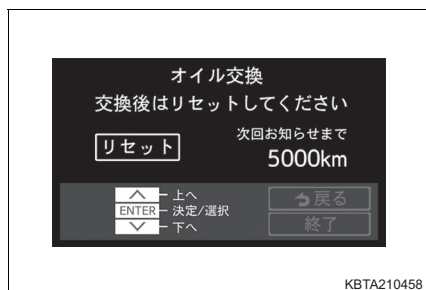 オイル交換
交換後はリセットしてください
リセット
次回お知らせまで
5000km
上へ
ENTER 決定/選択
下へ
戻る
終了
KBTA210458